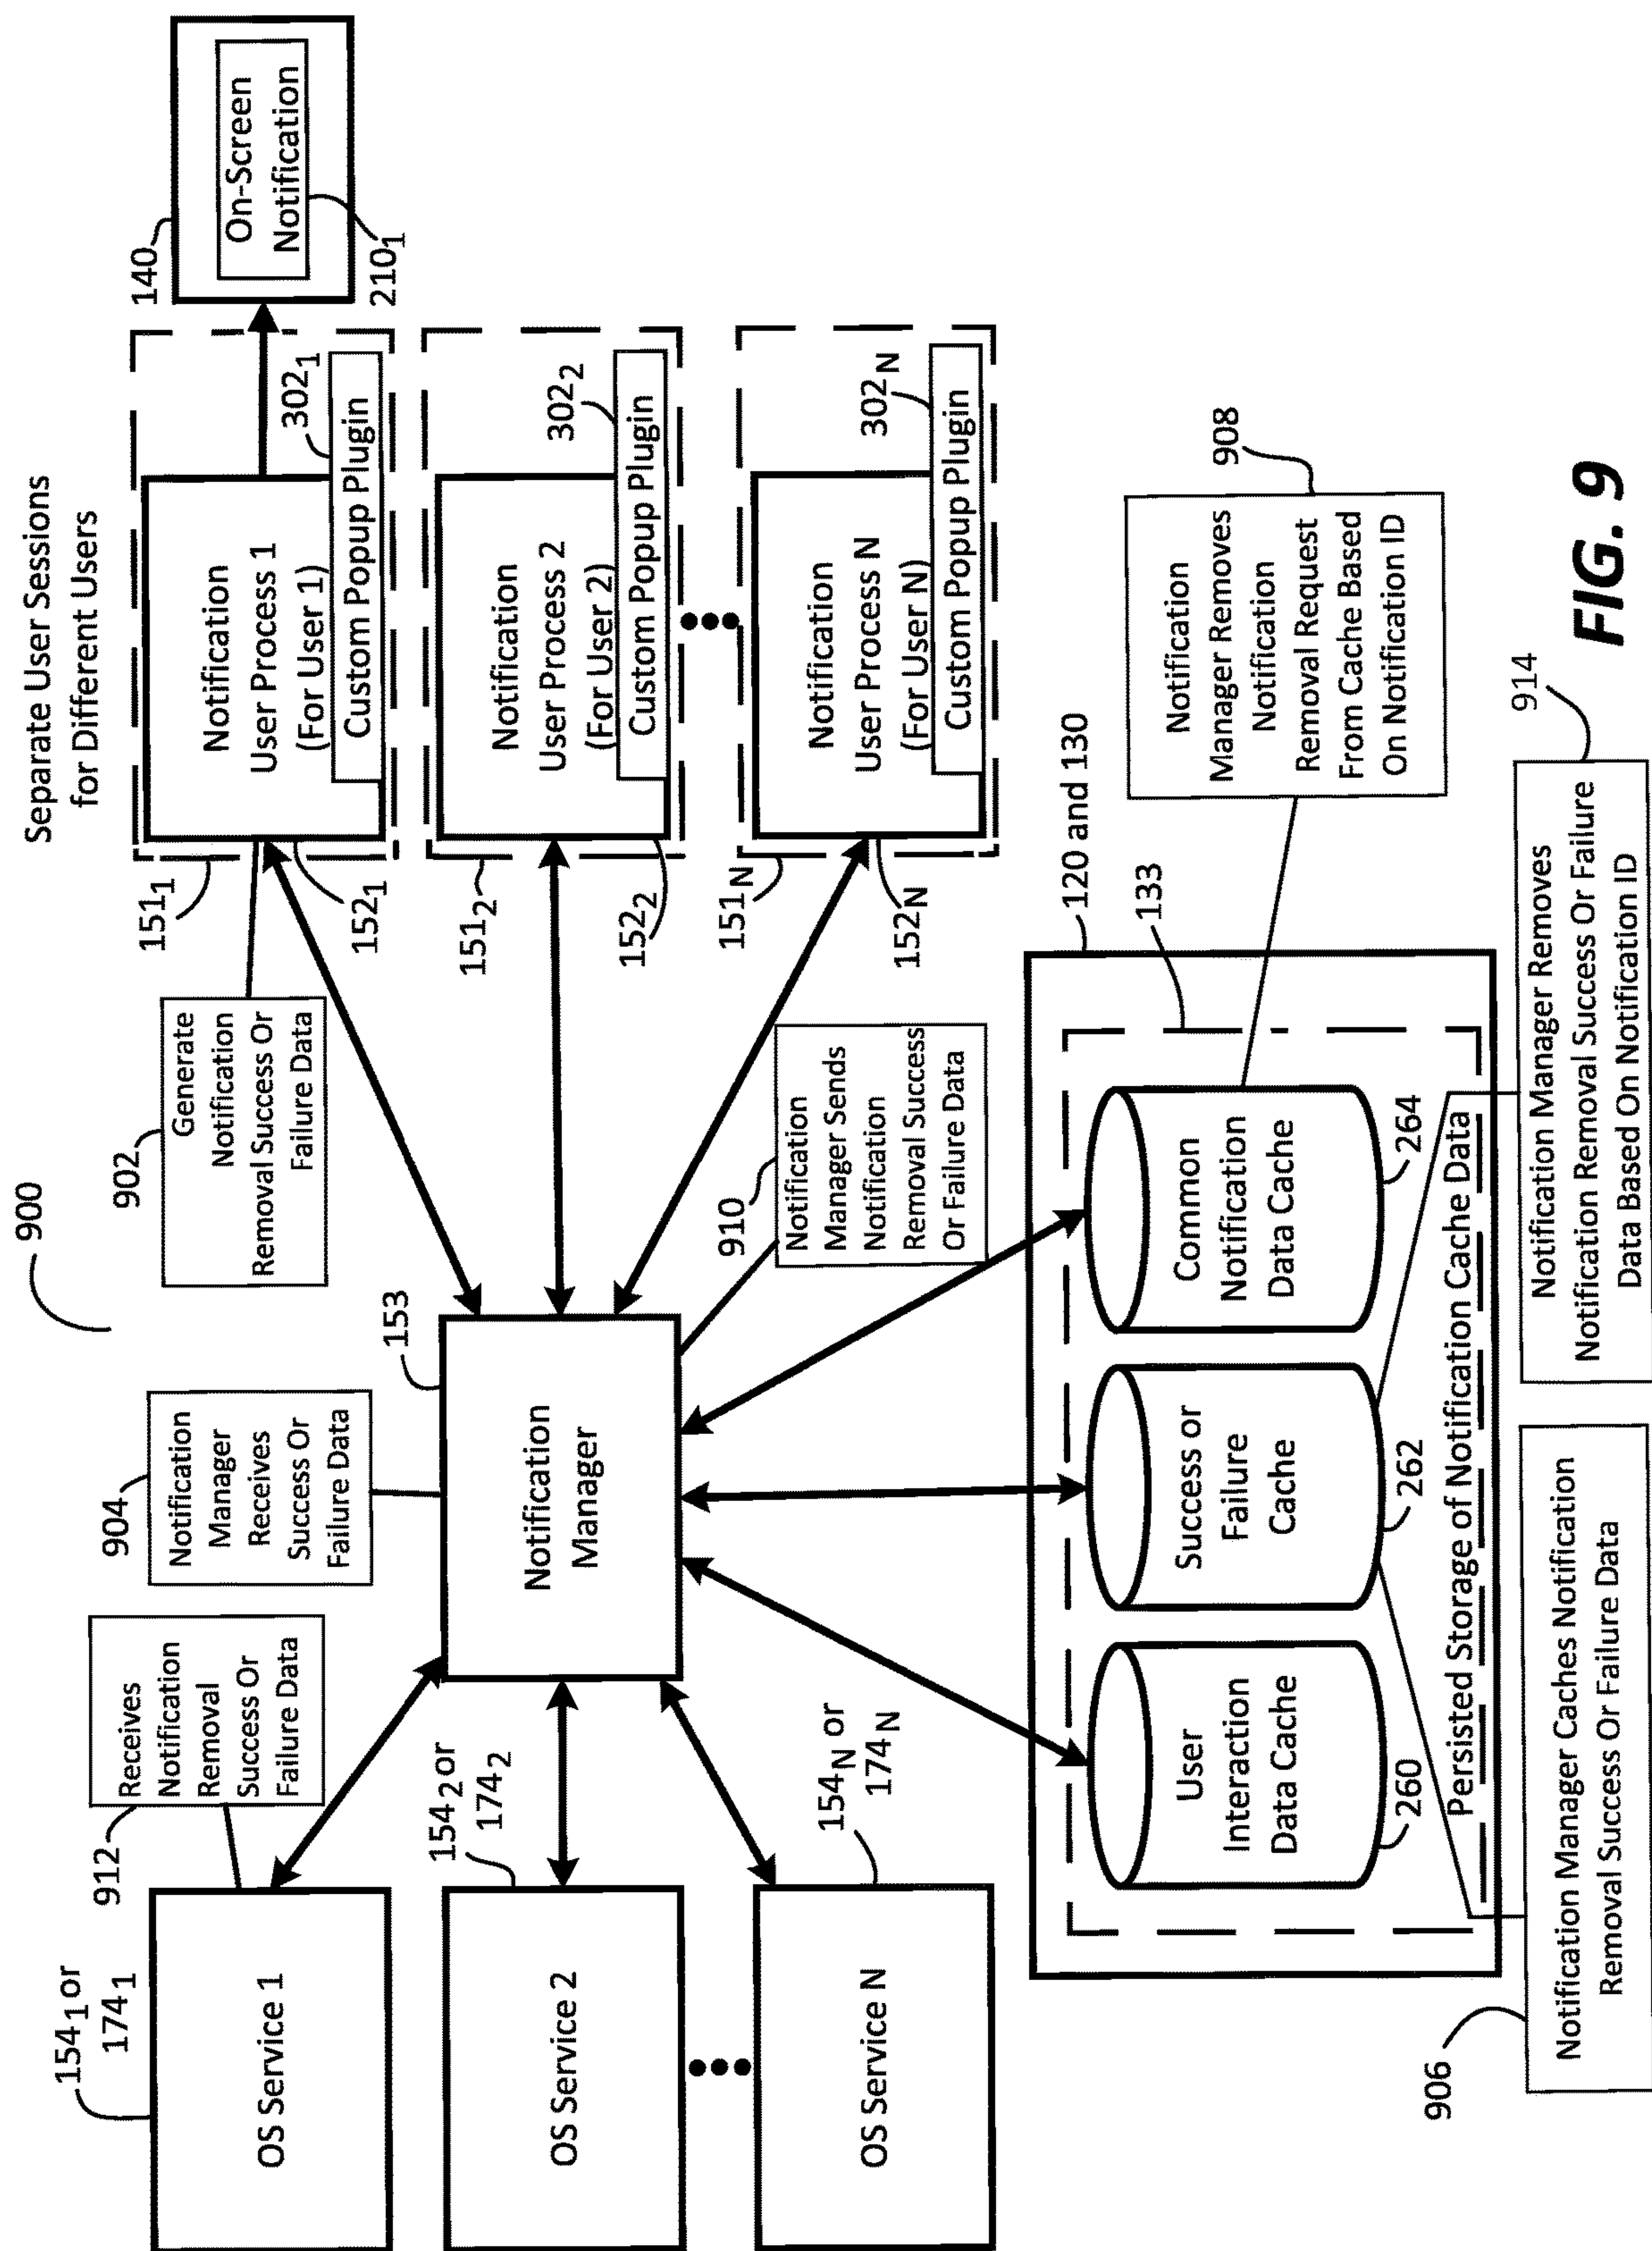 900
Separate User Sessions
for Different Users
154₁ or
174₁
OS Service 1
912
Receives
Notification
Removal
Success Or
Failure Data
904
Notification
Manager
Receives
Success Or
Failure Data
902
Generate
Notification
Removal Success Or
Failure Data
151₁
152₁
Notification
User Process 1
(For User 1)
Custom Popup Plugin
302₁
140
On-Screen
Notification
210₁
154₂ or
174₂
OS Service 2
153
Notification
Manager
151₂
152₂
Notification
User Process 2
(For User 2)
Custom Popup Plugin
302₂
154N or
174N
OS Service N
910
Notification
Manager Sends
Notification
Removal Success
Or Failure Data
151N
152N
Notification
User Process N
(For User N)
Custom Popup Plugin
302N
120 and 130
133
User
Interaction
Data Cache
260
Success or
Failure
Cache
262
Common
Notification
Data Cache
264
Persisted Storage of Notification Cache Data
908
Notification
Manager Removes
Notification
Removal Request
From Cache Based
On Notification ID
906
Notification Manager Caches Notification
Removal Success Or Failure Data
914
Notification Manager Removes
Notification Removal Success Or Failure
Data Based On Notification ID
FIG. 9